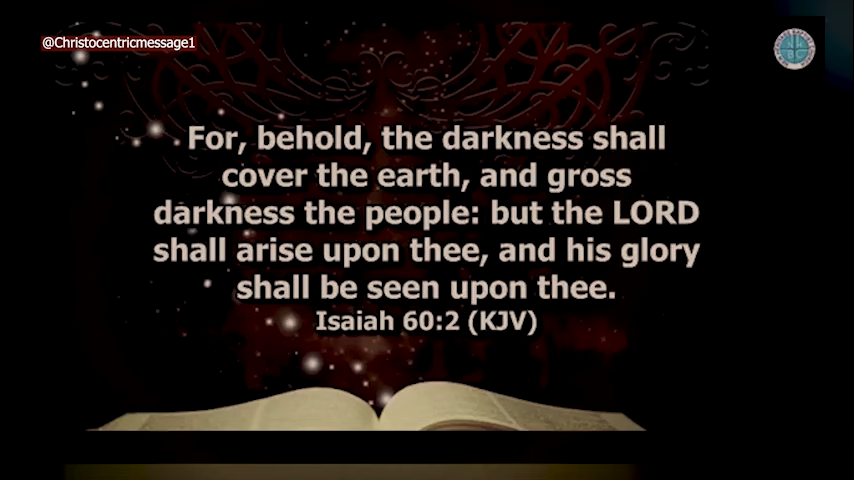 @Christocentricmessage1
For, behold, the darkness shall
cover the earth, and gross
darkness the people: but the LORD
shall arise upon thee, and his glory
shall be seen upon thee.
Isaiah 60:2 (KJV)